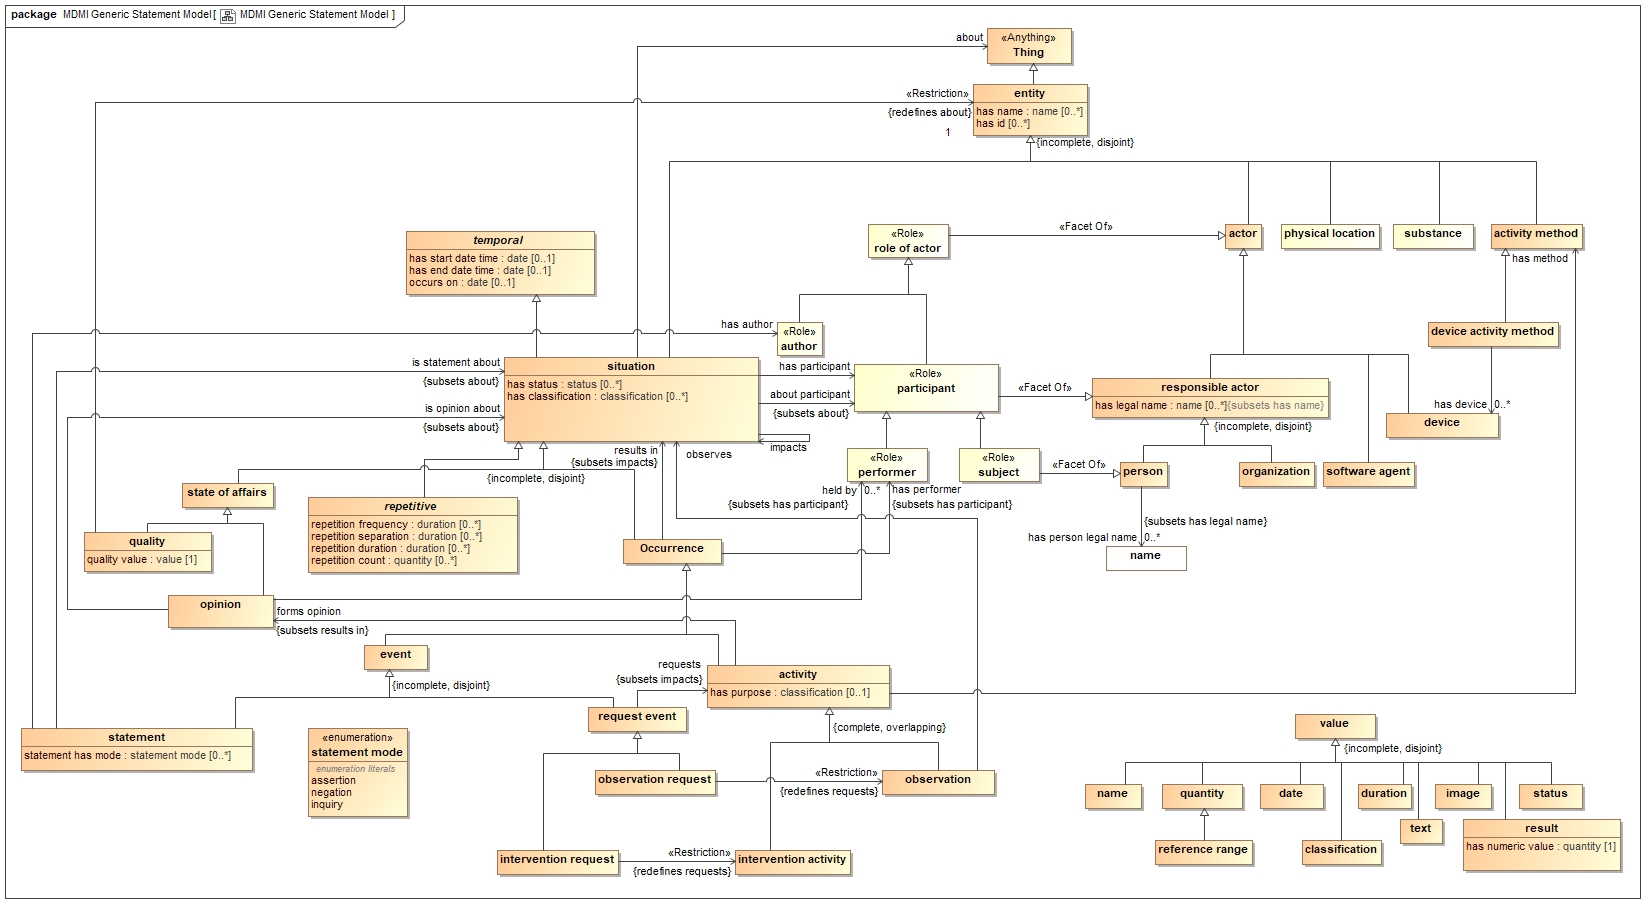 package MDMI Generic Statement Model[ MDMI Generic Statement Model ]
about
«Anything»
Thing
«Restriction»
{redefines about}
1
entity
has name : name [0..*]
has id [0..*]
{incomplete, disjoint}
temporal
has start date time : date [0..1]
has end date time : date [0..1]
occurs on : date [0..1]
«Role»
role of actor
«Facet Of»
actor
physical location
substance
activity method
has method
has author
«Role»
author
device activity method
is statement about
{subsets about}
is opinion about
{subsets about}
situation
has status : status [0..*]
has classification : classification [0..*]
has participant
about participant
{subsets about}
impacts
«Role»
participant
«Facet Of»
responsible actor
has legal name : name [0..*]{subsets has name}
{incomplete, disjoint}
has device
0..*
device
results in
{subsets impacts}
observes
{incomplete, disjoint}
«Role»
performer
«Role»
subject
«Facet Of»
person
organization
software agent
held by
0..*
{subsets has participant}
has performer
{subsets has participant}
state of affairs
repetitive
repetition frequency : duration [0..*]
repetition separation : duration [0..*]
repetition duration : duration [0..*]
repetition count : quantity [0..*]
{subsets has legal name}
has person legal name
0..*
name
quality
quality value : value [1]
Occurrence
opinion
forms opinion
{subsets results in}
event
{incomplete, disjoint}
requests
{subsets impacts}
activity
has purpose : classification [0..1]
request event
{complete, overlapping}
statement
statement has mode : statement mode [0..*]
«enumeration»
statement mode
enumeration literals
assertion
negation
inquiry
observation request
«Restriction»
{redefines requests}
observation
intervention request
«Restriction»
{redefines requests}
intervention activity
value
{incomplete, disjoint}
name
quantity
date
duration
image
status
text
reference range
classification
result
has numeric value : quantity [1]